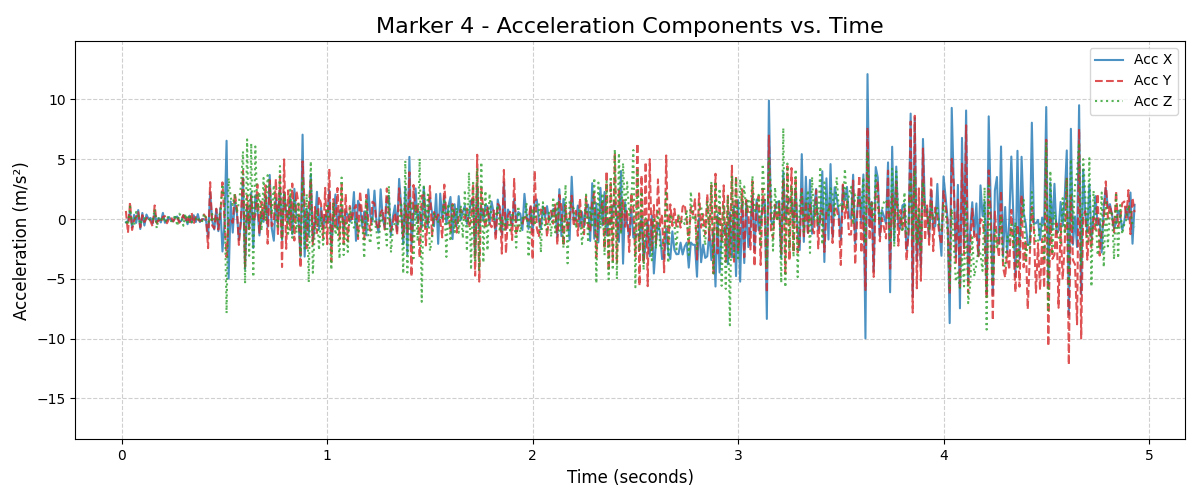 Marker 4 - Acceleration Components vs. Time
Acc X
Acc Y
Acc Z
Acceleration (m/s²)
10
5
0
−5
−10
−15
0 1 2 3 4 5
Time (seconds)